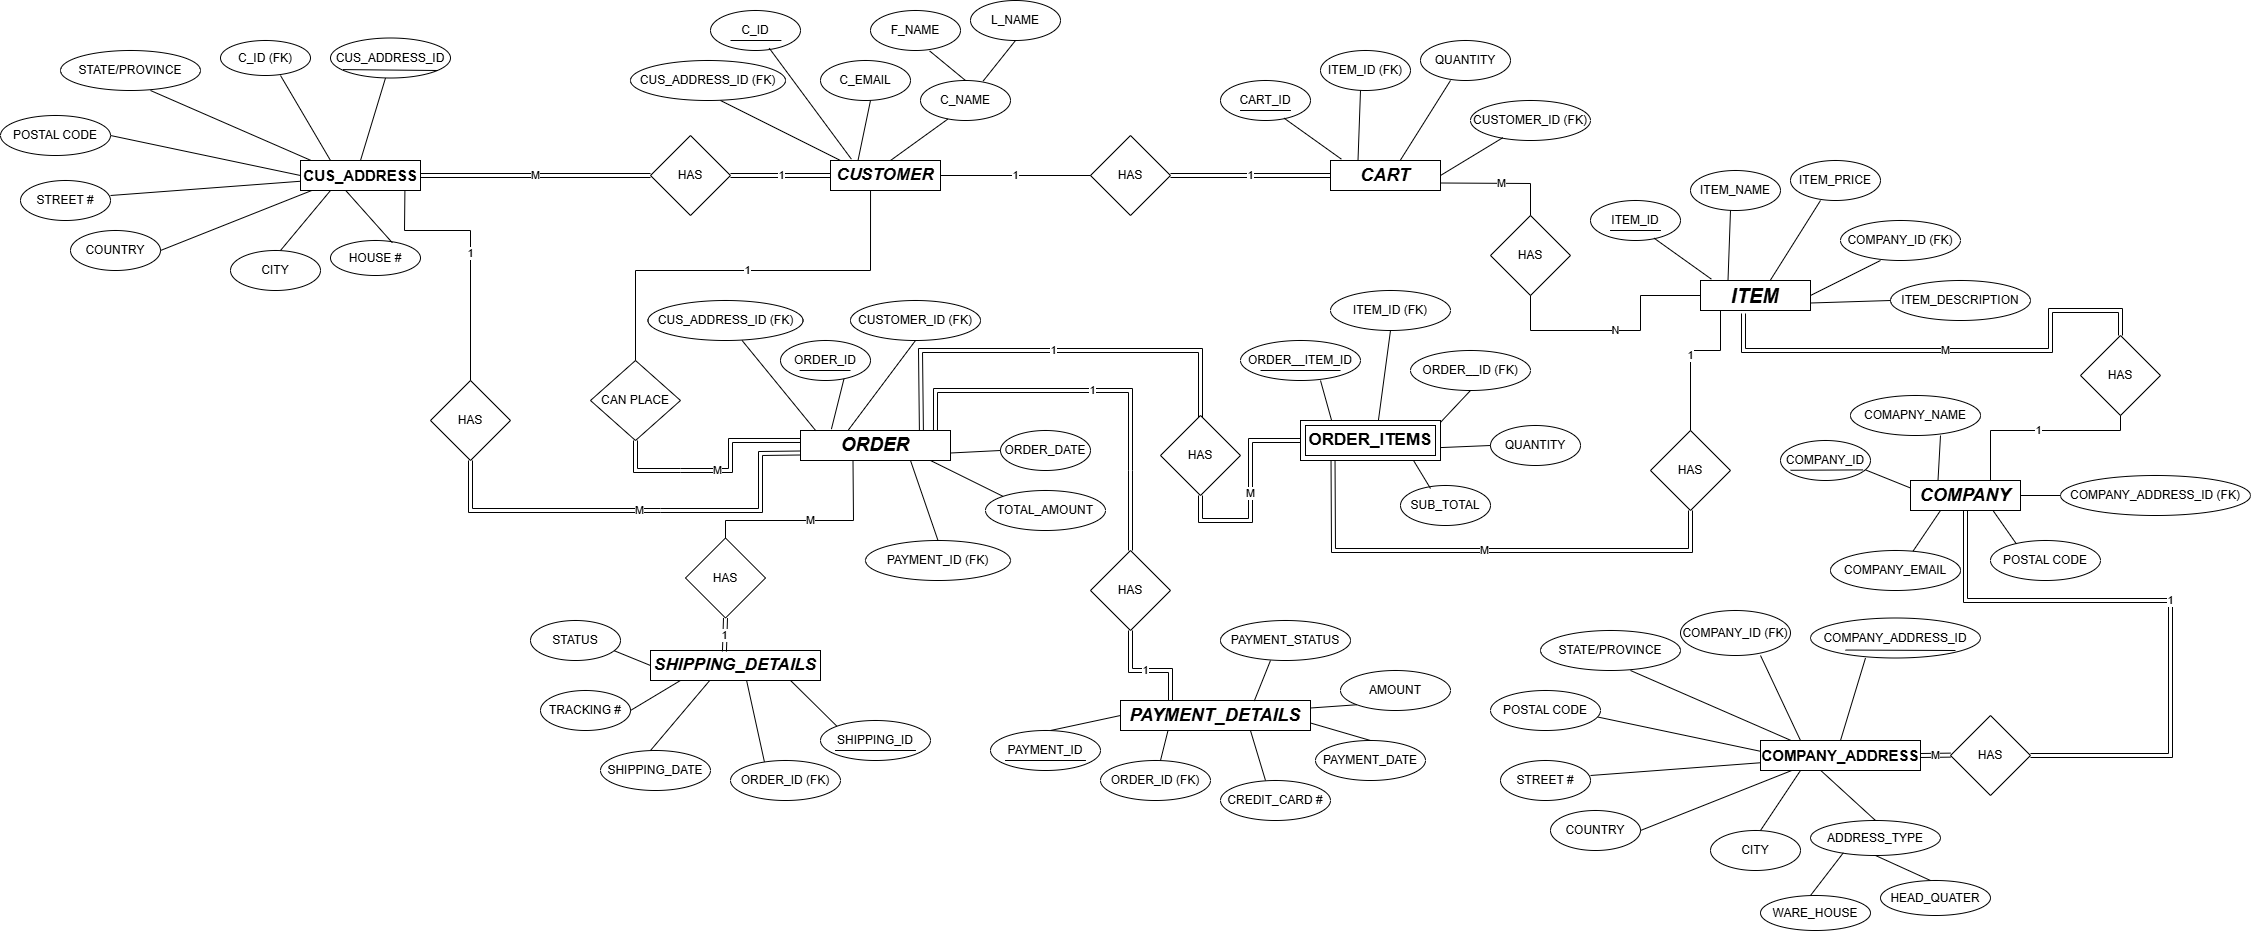 L_NAME
C_ID
F_NAME
C_ID (FK)
CUS_ADDRESS_ID
STATE/PROVINCE
CUS_ADDRESS_ID (FK)
C_EMAIL
C_NAME
ITEM_ID (FK)
QUANTITY
CART_ID
CUSTOMER_ID (FK)
POSTAL CODE
CUS_ADDRESS
M
HAS
1
CUSTOMER
1
HAS
1
CART
M
STREET #
COUNTRY
CITY
HOUSE #
1
1
HAS
ITEM_NAME
ITEM_PRICE
ITEM_ID
COMPANY_ID (FK)
ITEM
ITEM_DESCRIPTION
N
CUS_ADDRESS_ID (FK)
CUSTOMER_ID (FK)
ORDER_ID
1
ITEM_ID (FK)
ORDER__ITEM_ID
ORDER__ID (FK)
1
M
HAS
HAS
CAN PLACE
1
ORDER
ORDER_DATE
HAS
ORDER_ITEMS
QUANTITY
HAS
COMAPNY_NAME
1
COMPANY_ID
COMPANY
COMPANY_ADDRESS_ID (FK)
M
M
M
TOTAL_AMOUNT
M
SUB_TOTAL
M
PAYMENT_ID (FK)
HAS
HAS
COMPANY_EMAIL
POSTAL CODE
1
STATUS
1
SHIPPING_DETAILS
TRACKING #
SHIPPING_DATE
ORDER_ID (FK)
SHIPPING_ID
PAYMENT_STATUS
1
AMOUNT
PAYMENT_DETAILS
PAYMENT_ID
ORDER_ID (FK)
CREDIT_CARD #
PAYMENT_DATE
COMPANY_ID (FK)
COMPANY_ADDRESS_ID
STATE/PROVINCE
POSTAL CODE
COMPANY_ADDRESS
M
HAS
STREET #
COUNTRY
CITY
ADDRESS_TYPE
WARE_HOUSE
HEAD_QUATER